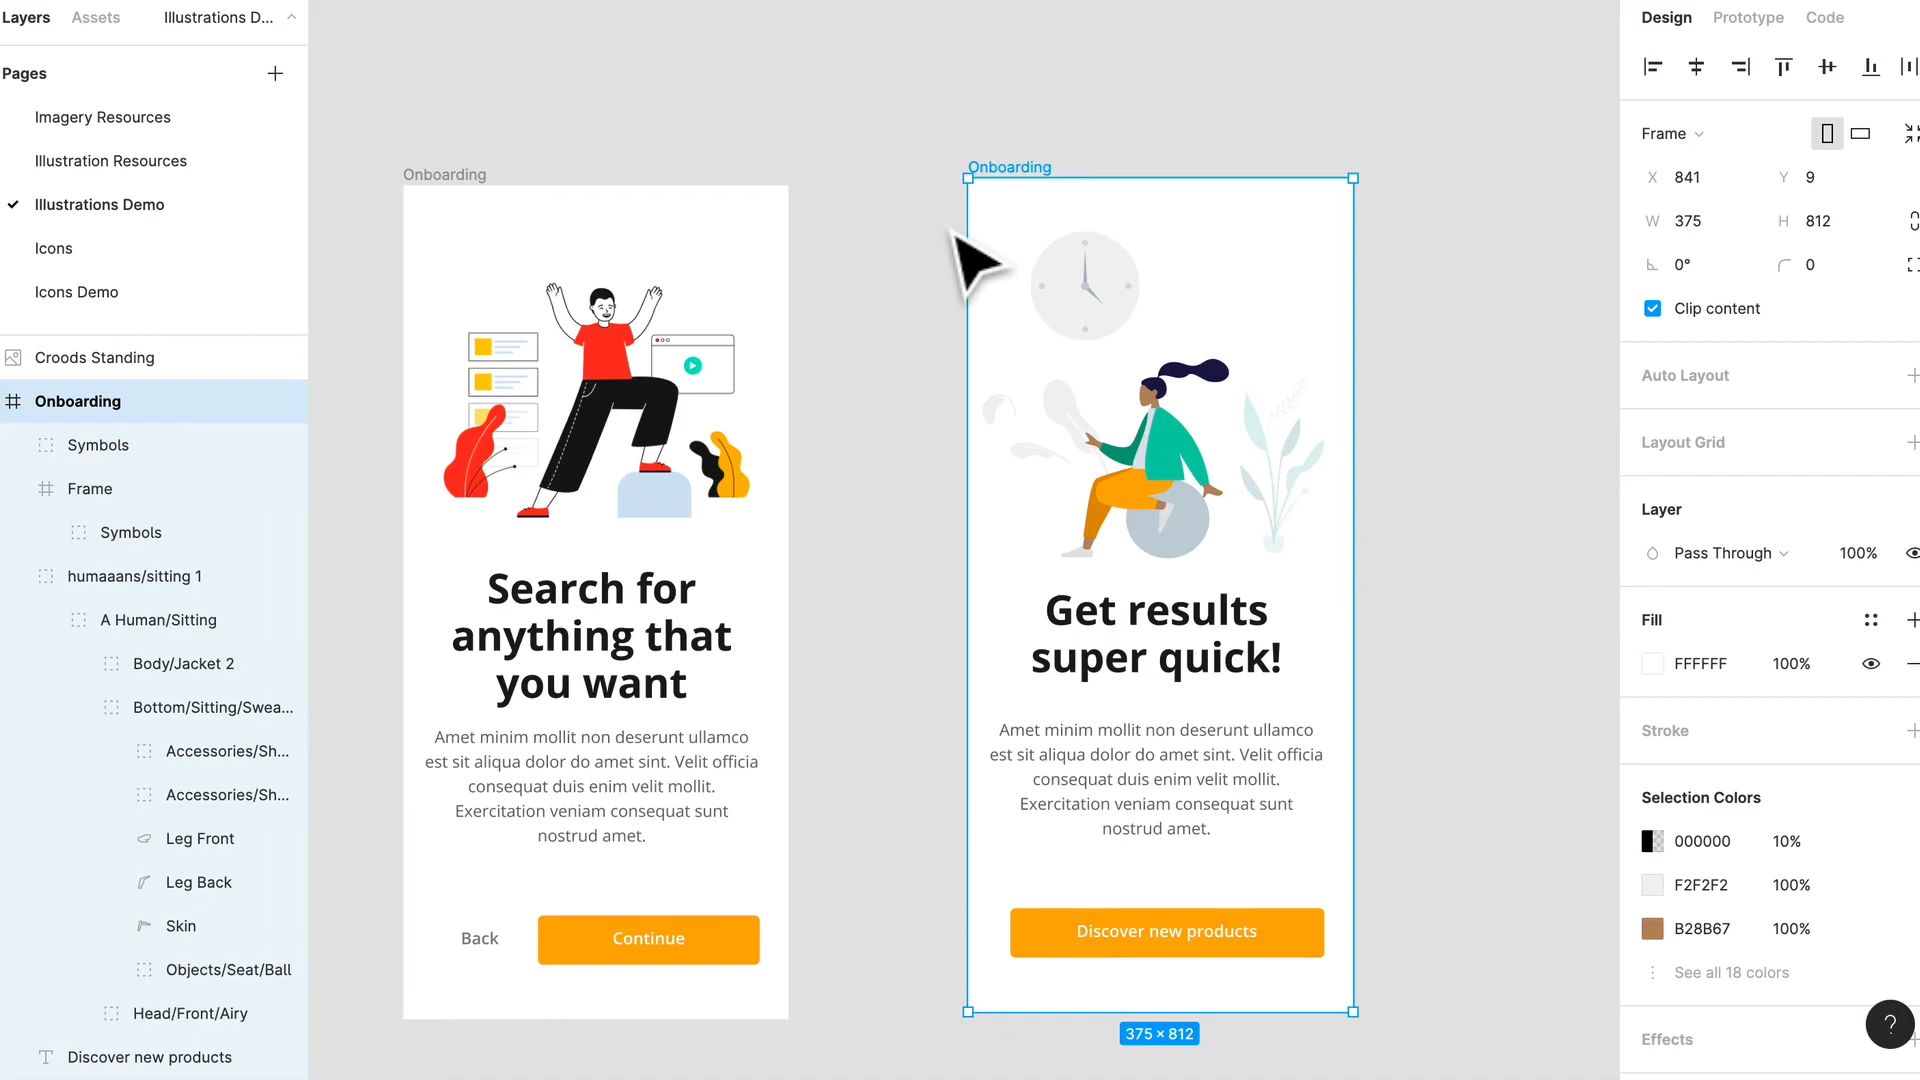 Layers Assets Illustrations D...
Pages
Imagery Resources
Illustration Resources
Illustrations Demo
Icons
Icons Demo
Croods Standing
Onboarding
Symbols
Frame
Symbols
humaaans/sitting 1
A Human/Sitting
Body/Jacket 2
Bottom/Sitting/Swea...
Accessories/Sh...
Accessories/Sh...
Leg Front
Leg Back
Skin
Objects/Seat/Ball
Head/Front/Airy
Discover new products
Onboarding
Search for
anything that
you want
Amet minim mollit non deserunt ullamco
est sit aliqua dolor do amet sint. Velit officia
consequat duis enim velit mollit.
Exercitation veniam consequat sunt
nostrud amet.
Back Continue
Onboarding
Get results
super quick!
Amet minim mollit non deserunt ullamco
est sit aliqua dolor do amet sint. Velit officia
consequat duis enim velit mollit.
Exercitation veniam consequat sunt
nostrud amet.
Discover new products
375 × 812
Design Prototype Code
Frame
X 841 Y 9
W 375 H 812
0° 0
Clip content
Auto Layout
Layout Grid
Layer
Pass Through 100%
Fill
FFFFFF 100%
Stroke
Selection Colors
000000 10%
F2F2F2 100%
B28B67 100%
See all 18 colors
Effects
?